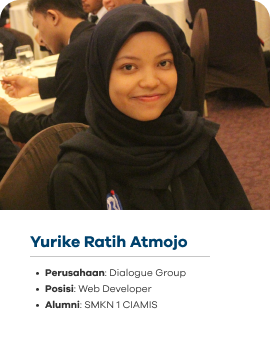 Yurike Ratih Atmojo
Perusahaan: Dialogue Group
Posisi: Web Developer
Alumni: SMKN 1 CIAMIS